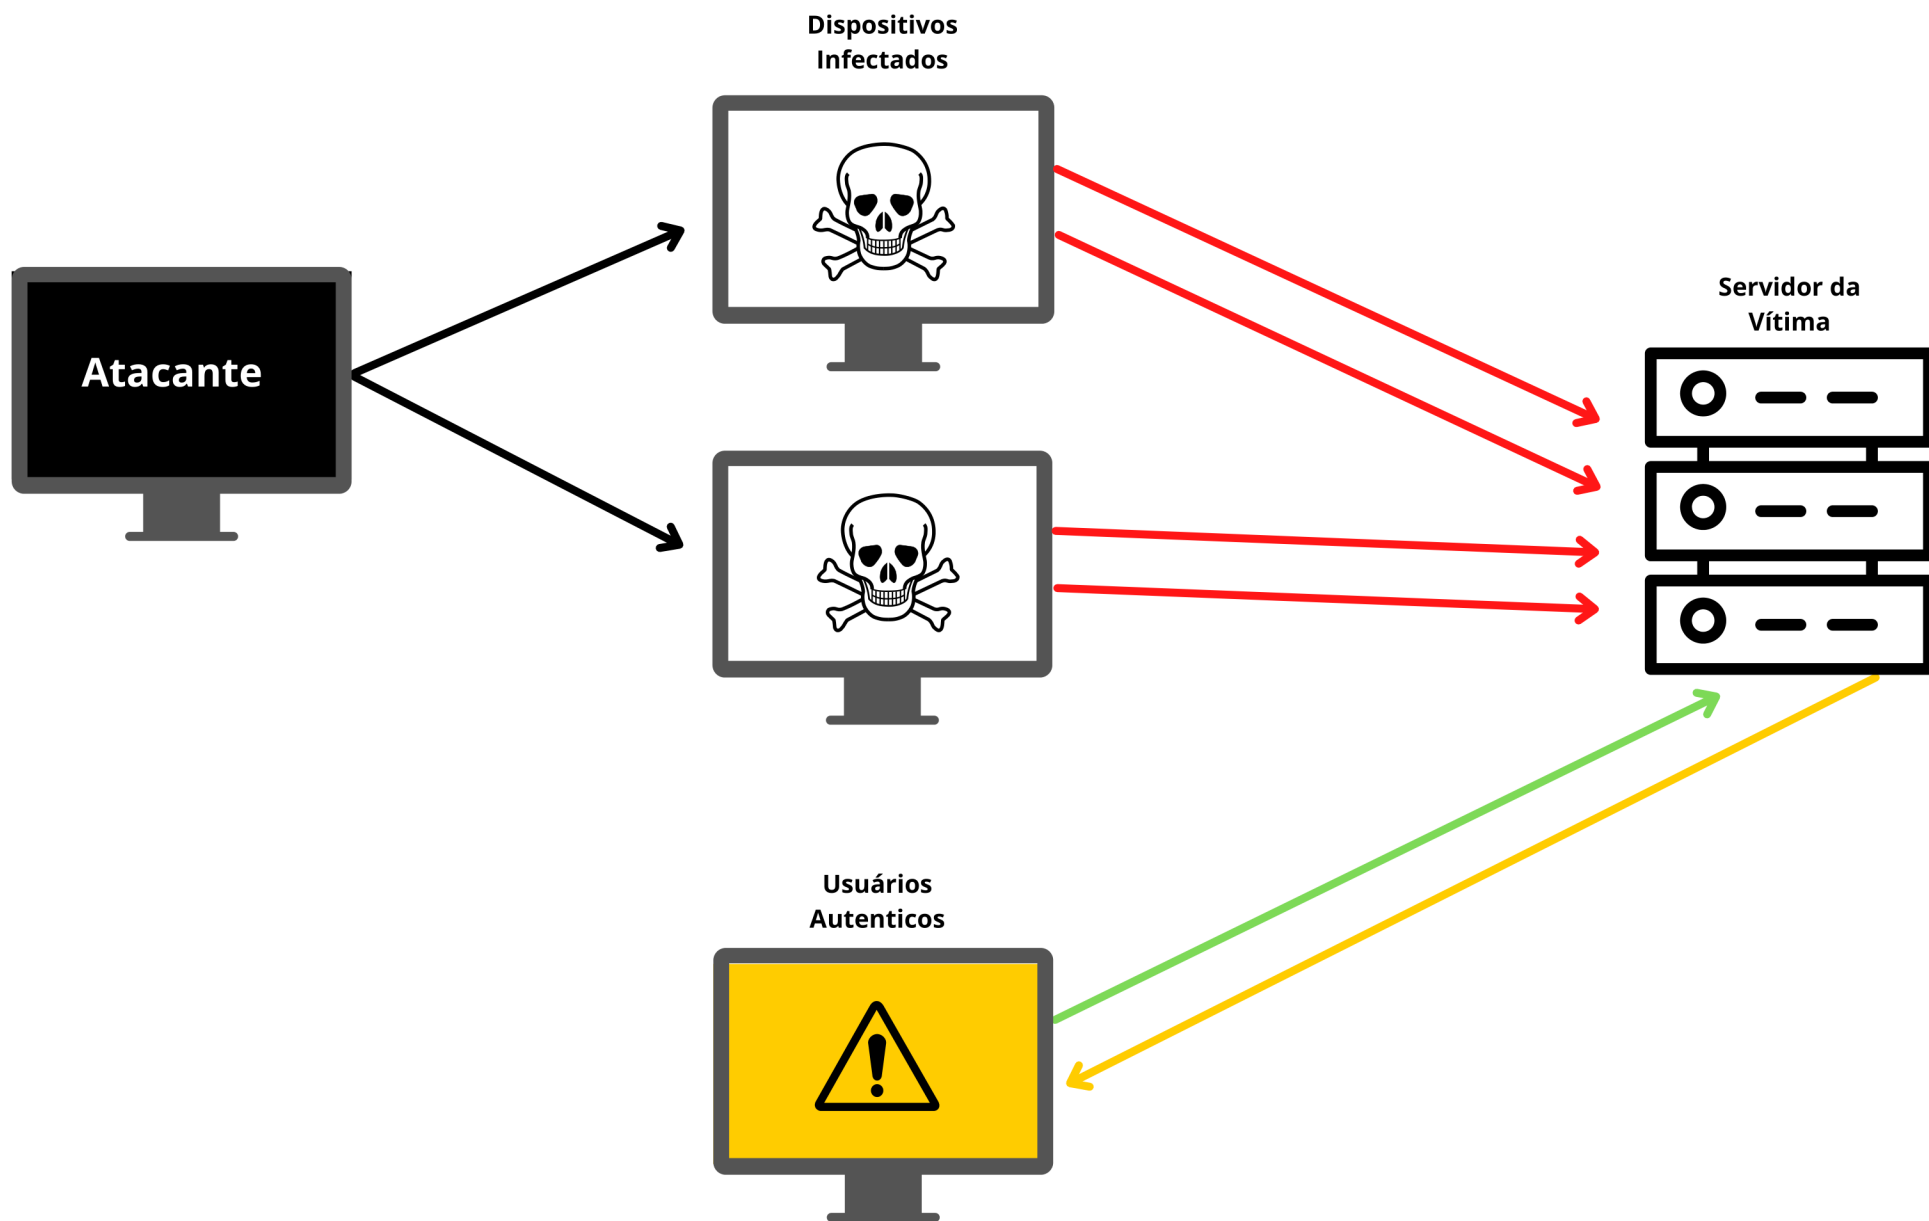 Dispositivos
Infectados
Atacante
Servidor da
Vítima
Usuários
Autenticos